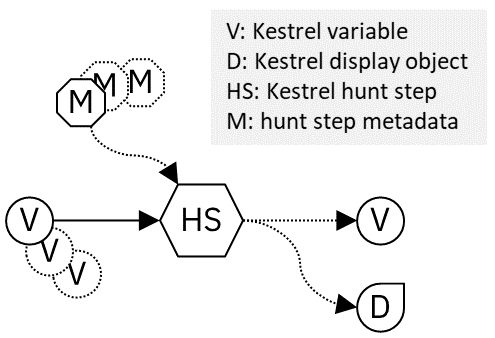 V: Kestrel variable
D: Kestrel display object
HS: Kestrel hunt step
M: hunt step metadata
M M M
V HS V
V
V
D